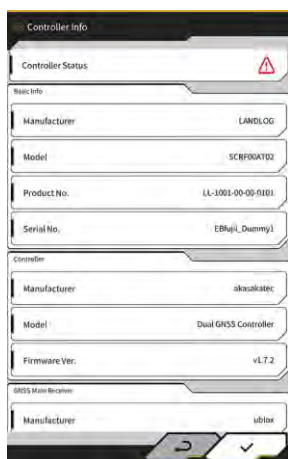 Controller Info
Controller Status
Basic Info
Manufacturer LANDLOG
Model SCRF00AT02
Product No. LL-1001-00-00-0101
Serial No. EBfujii_Dummy1
Controller
Manufacturer akasakatec
Model Dual GNSS Controller
Firmware Ver. v1.7.2
GNSS Main Receiver
Manufacturer ublox